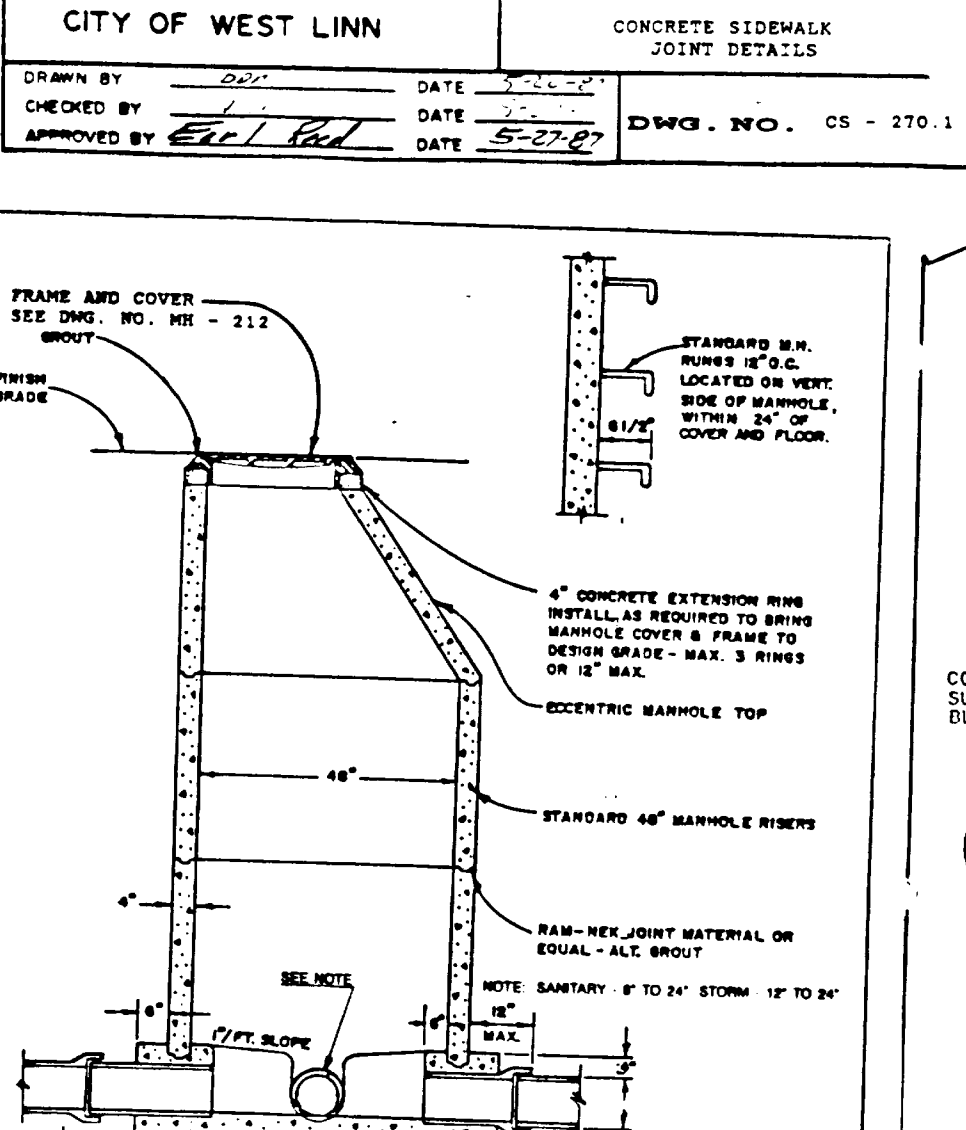 CITY OF WEST LINN
CONCRETE SIDEWALK
JOINT DETAILS
DRAWN BY
DATE
CHECKED BY
DATE
APPROVED BY Earl Reed DATE 5-27-87
DWG. NO. CS - 270.1
FRAME AND COVER
SEE DWG. NO. MH - 212
GROUT
FINISH
GRADE
STANDARD M.H.
RUNGS 12" O.C.
LOCATED ON VERT.
SIDE OF MANHOLE,
WITHIN 24" OF
COVER AND FLOOR.
6 1/2"
4" CONCRETE EXTENSION RING
INSTALL, AS REQUIRED TO BRING
MANHOLE COVER & FRAME TO
DESIGN GRADE - MAX. 3 RINGS
OR 12" MAX.
ECCENTRIC MANHOLE TOP
48"
STANDARD 48" MANHOLE RISERS
4"
RAM-NEK JOINT MATERIAL OR
EQUAL - ALT. GROUT
SEE NOTE
NOTE: SANITARY - 8" TO 24" STORM - 12" TO 24"
6"
1"/FT. SLOPE
6"
12"
MAX.
CO
SU